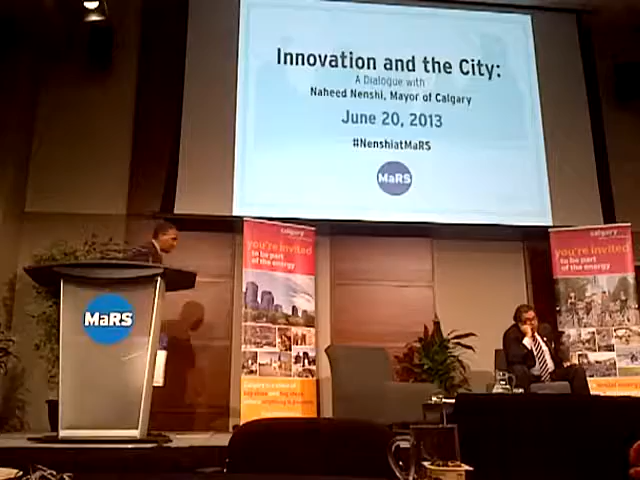 Innovation and the City:
A Dialogue with
Naheed Nenshi, Mayor of Calgary
June 20, 2013
#NenshiatMaRS
MaRS
calgary
you're invited
to be part
of the energy
calgary
you're invited
to be part
of the energy
MaRS